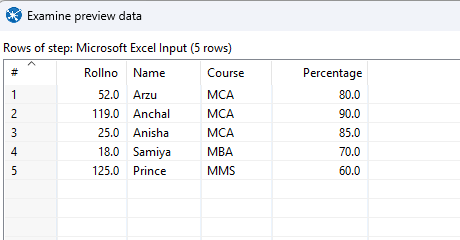 Examine preview data
Rows of step: Microsoft Excel Input (5 rows)
# Rollno Name Course Percentage
1 52.0 Arzu MCA 80.0
2 119.0 Anchal MCA 90.0
3 25.0 Anisha MCA 85.0
4 18.0 Samiya MBA 70.0
5 125.0 Prince MMS 60.0